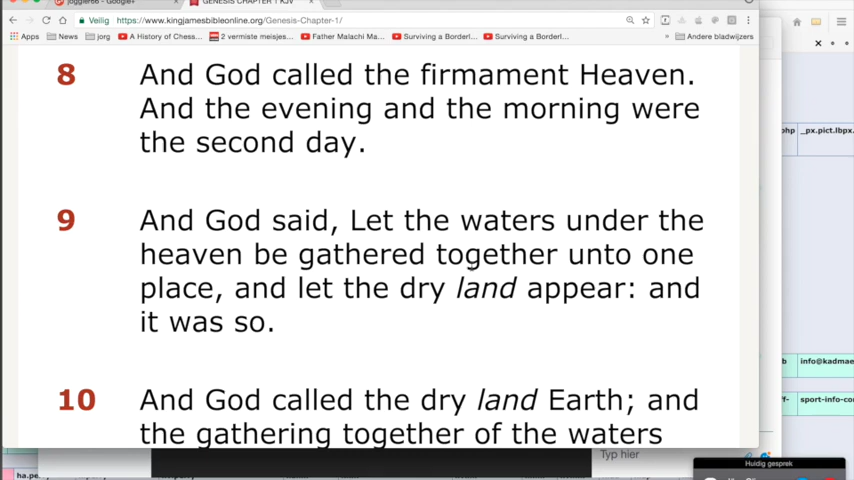 joggler66 - Google+
GENESIS CHAPTER 1 KJV
Veilig https://www.kingjamesbibleonline.org/Genesis-Chapter-1/
Apps News jorg A History of Chess... 2 vermiste meisjes... Father Malachi Ma... Surviving a Borderl... Surviving a Borderl... » Andere bladwijzers
8 And God called the firmament Heaven.
And the evening and the morning were
the second day.
9 And God said, Let the waters under the
heaven be gathered together unto one
place, and let the dry land appear: and
it was so.
10 And God called the dry land Earth; and
the gathering together of the waters
hp _px.pict.lbpx.
b info@kadmae
ff- sport-info-co
Typ hier
Huidig gesprek